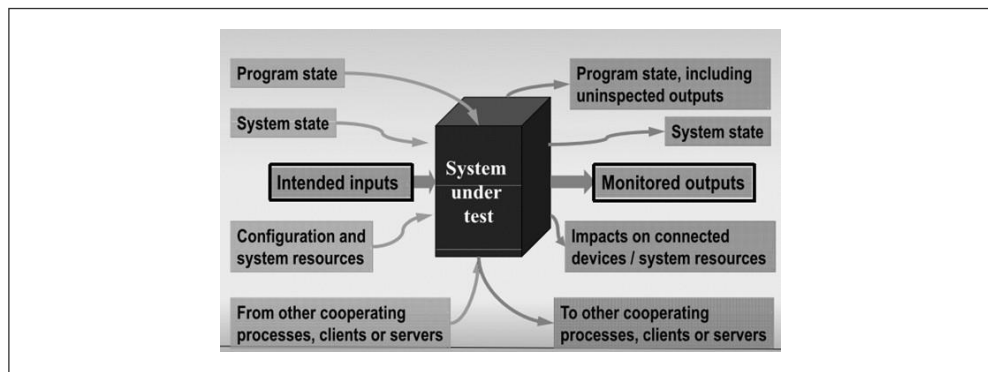 Program state
System state
Intended inputs
Configuration and
system resources
From other cooperating
processes, clients or servers
System
under
test
Program state, including
uninspected outputs
System state
Monitored outputs
Impacts on connected
devices / system resources
To other cooperating
processes, clients or servers